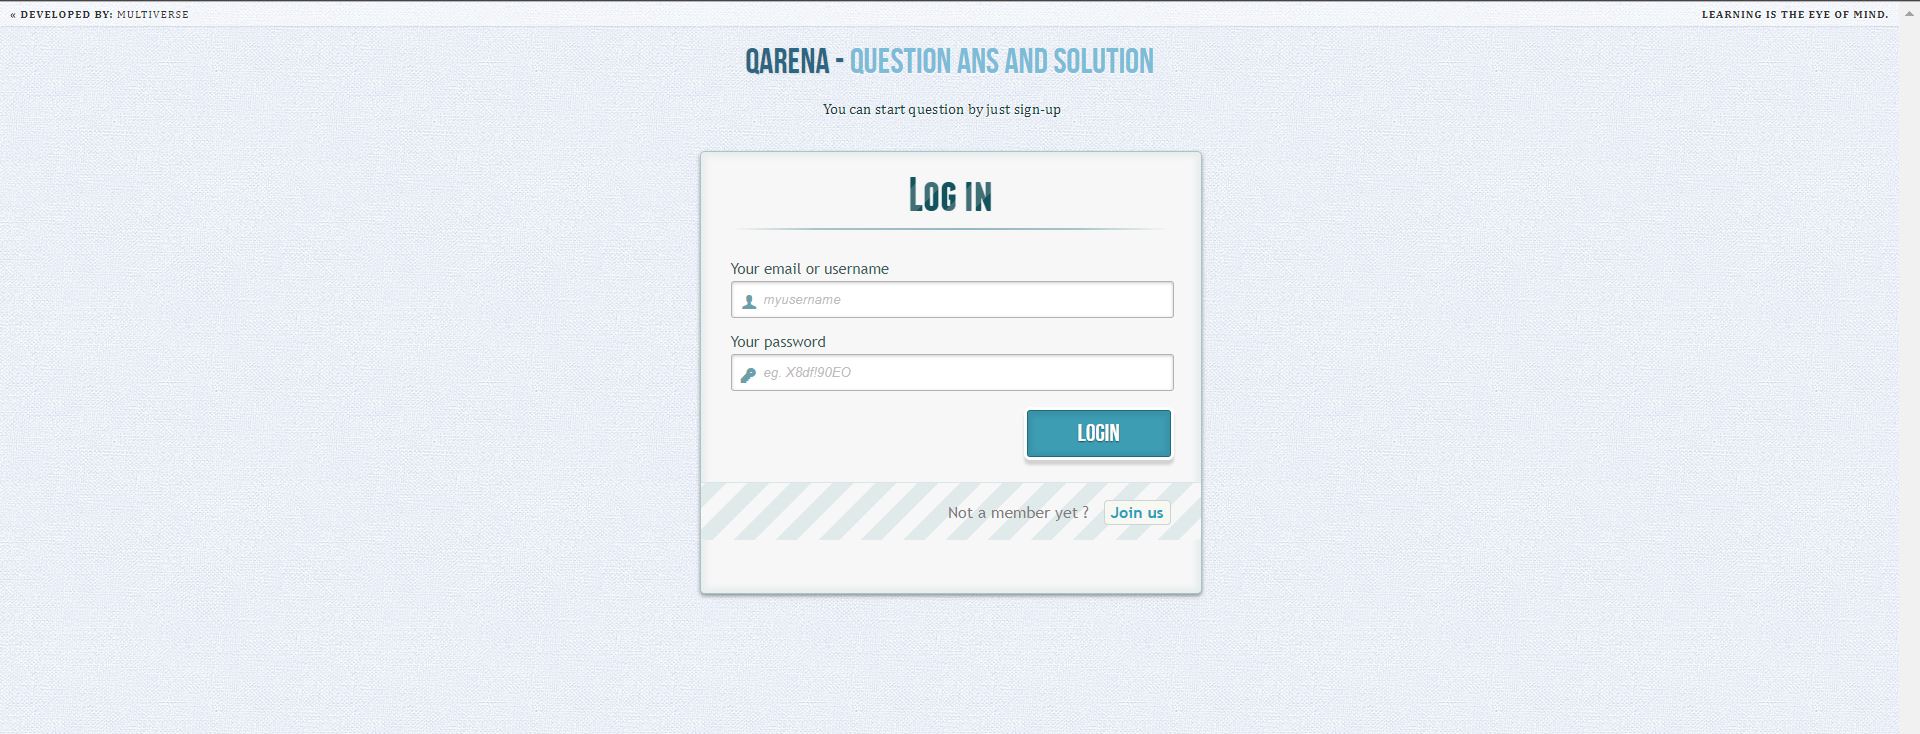 « DEVELOPED BY: MULTIVERSE
LEARNING IS THE EYE OF MIND.
QARENA - QUESTION ANS AND SOLUTION
You can start question by just sign-up
LOG IN
Your email or username
myusername
Your password
eg. X8df!90EO
LOGIN
Not a member yet ?
Join us